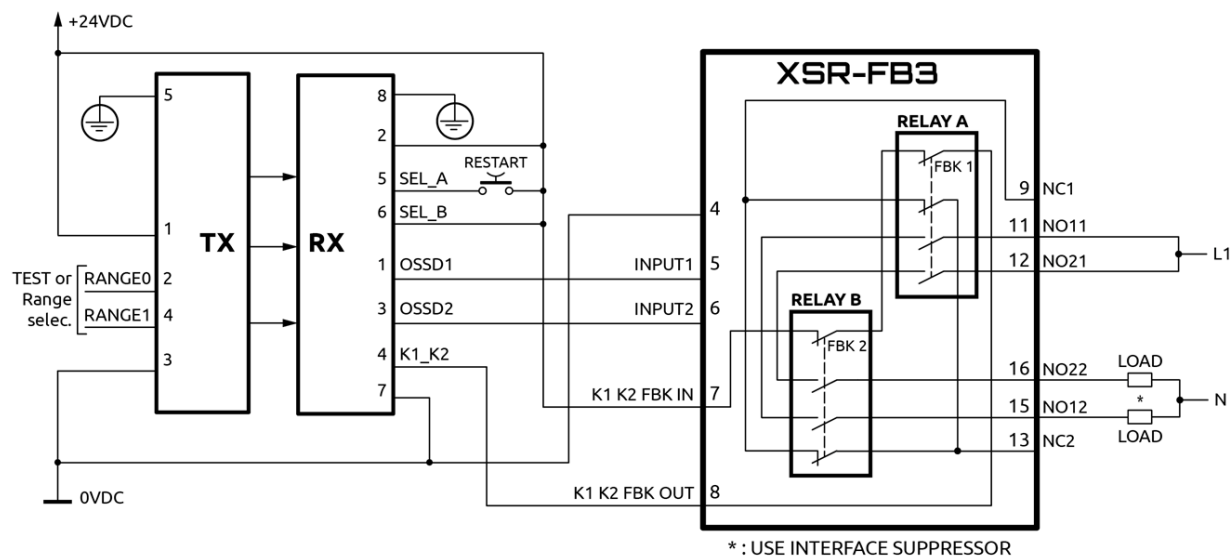 +24VDC
XSR-FB3
5
8
2
RELAY A
FBK 1
RESTART
5 SEL_A
6 SEL_B
4
9 NC1
11 NO11
12 NO21
L1
1
TX
RX
TEST or
Range
selec.
RANGE0
2
RANGE1
4
3
1 OSSD1
INPUT1
5
3 OSSD2
INPUT2
6
RELAY B
FBK 2
4 K1_K2
7
K1 K2 FBK IN
7
16 NO22
LOAD
*
N
15 NO12
LOAD
13 NC2
0VDC
K1 K2 FBK OUT
8
* : USE INTERFACE SUPPRESSOR